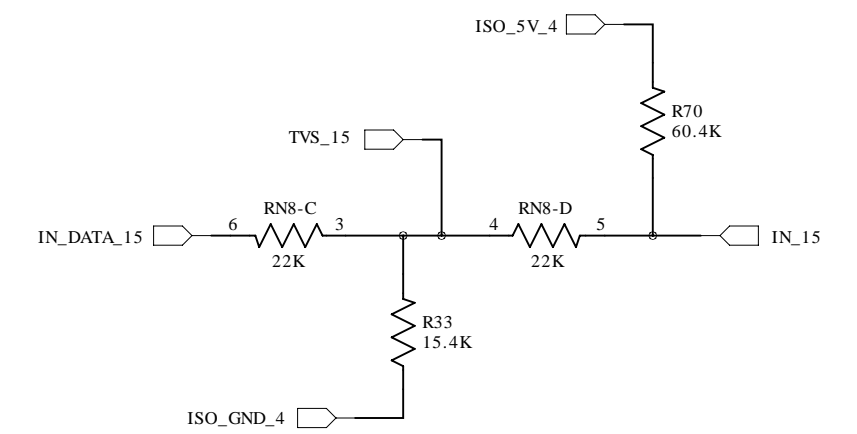 ISO_5V_4
R70
60.4K
TVS_15
RN8-C
RN8-D
6
3
4
5
IN_DATA_15
IN_15
22K
22K
R33
15.4K
ISO_GND_4